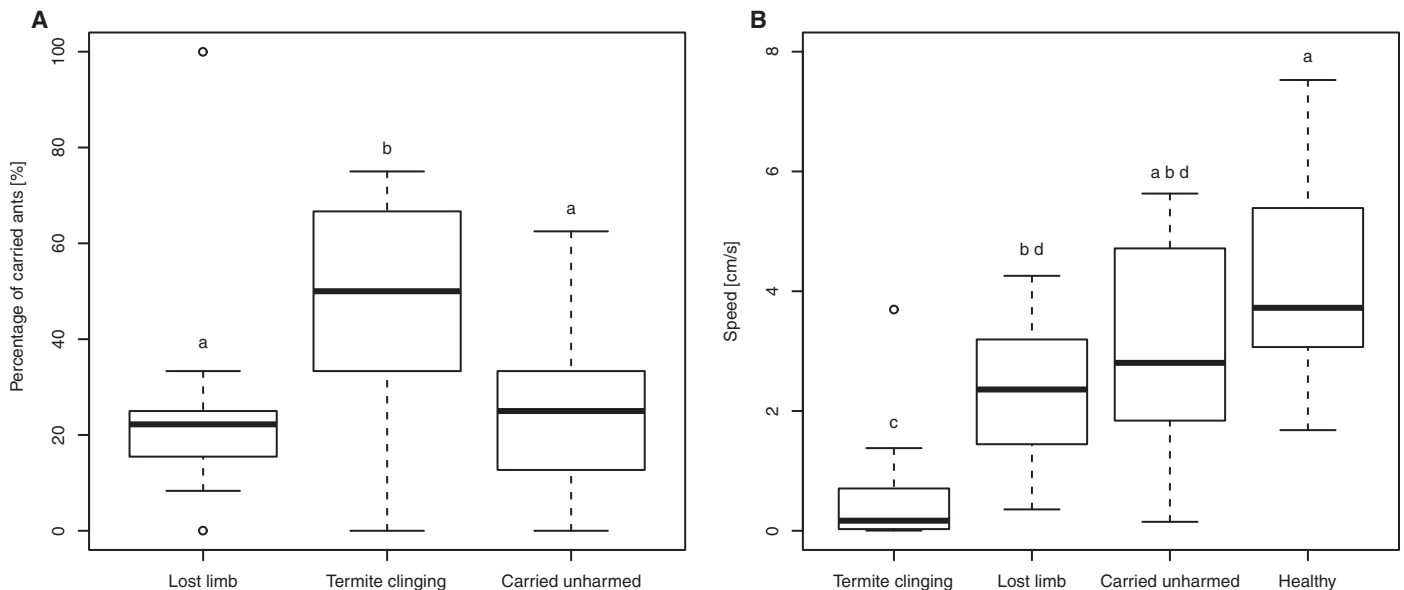 A
Percentage of carried ants [%]
100
80
60
40
20
0
a
b
a
Lost limb
Termite clinging
Carried unharmed
B
Speed [cm/s]
8
6
4
2
0
c
b d
a b d
a
Termite clinging
Lost limb
Carried unharmed
Healthy